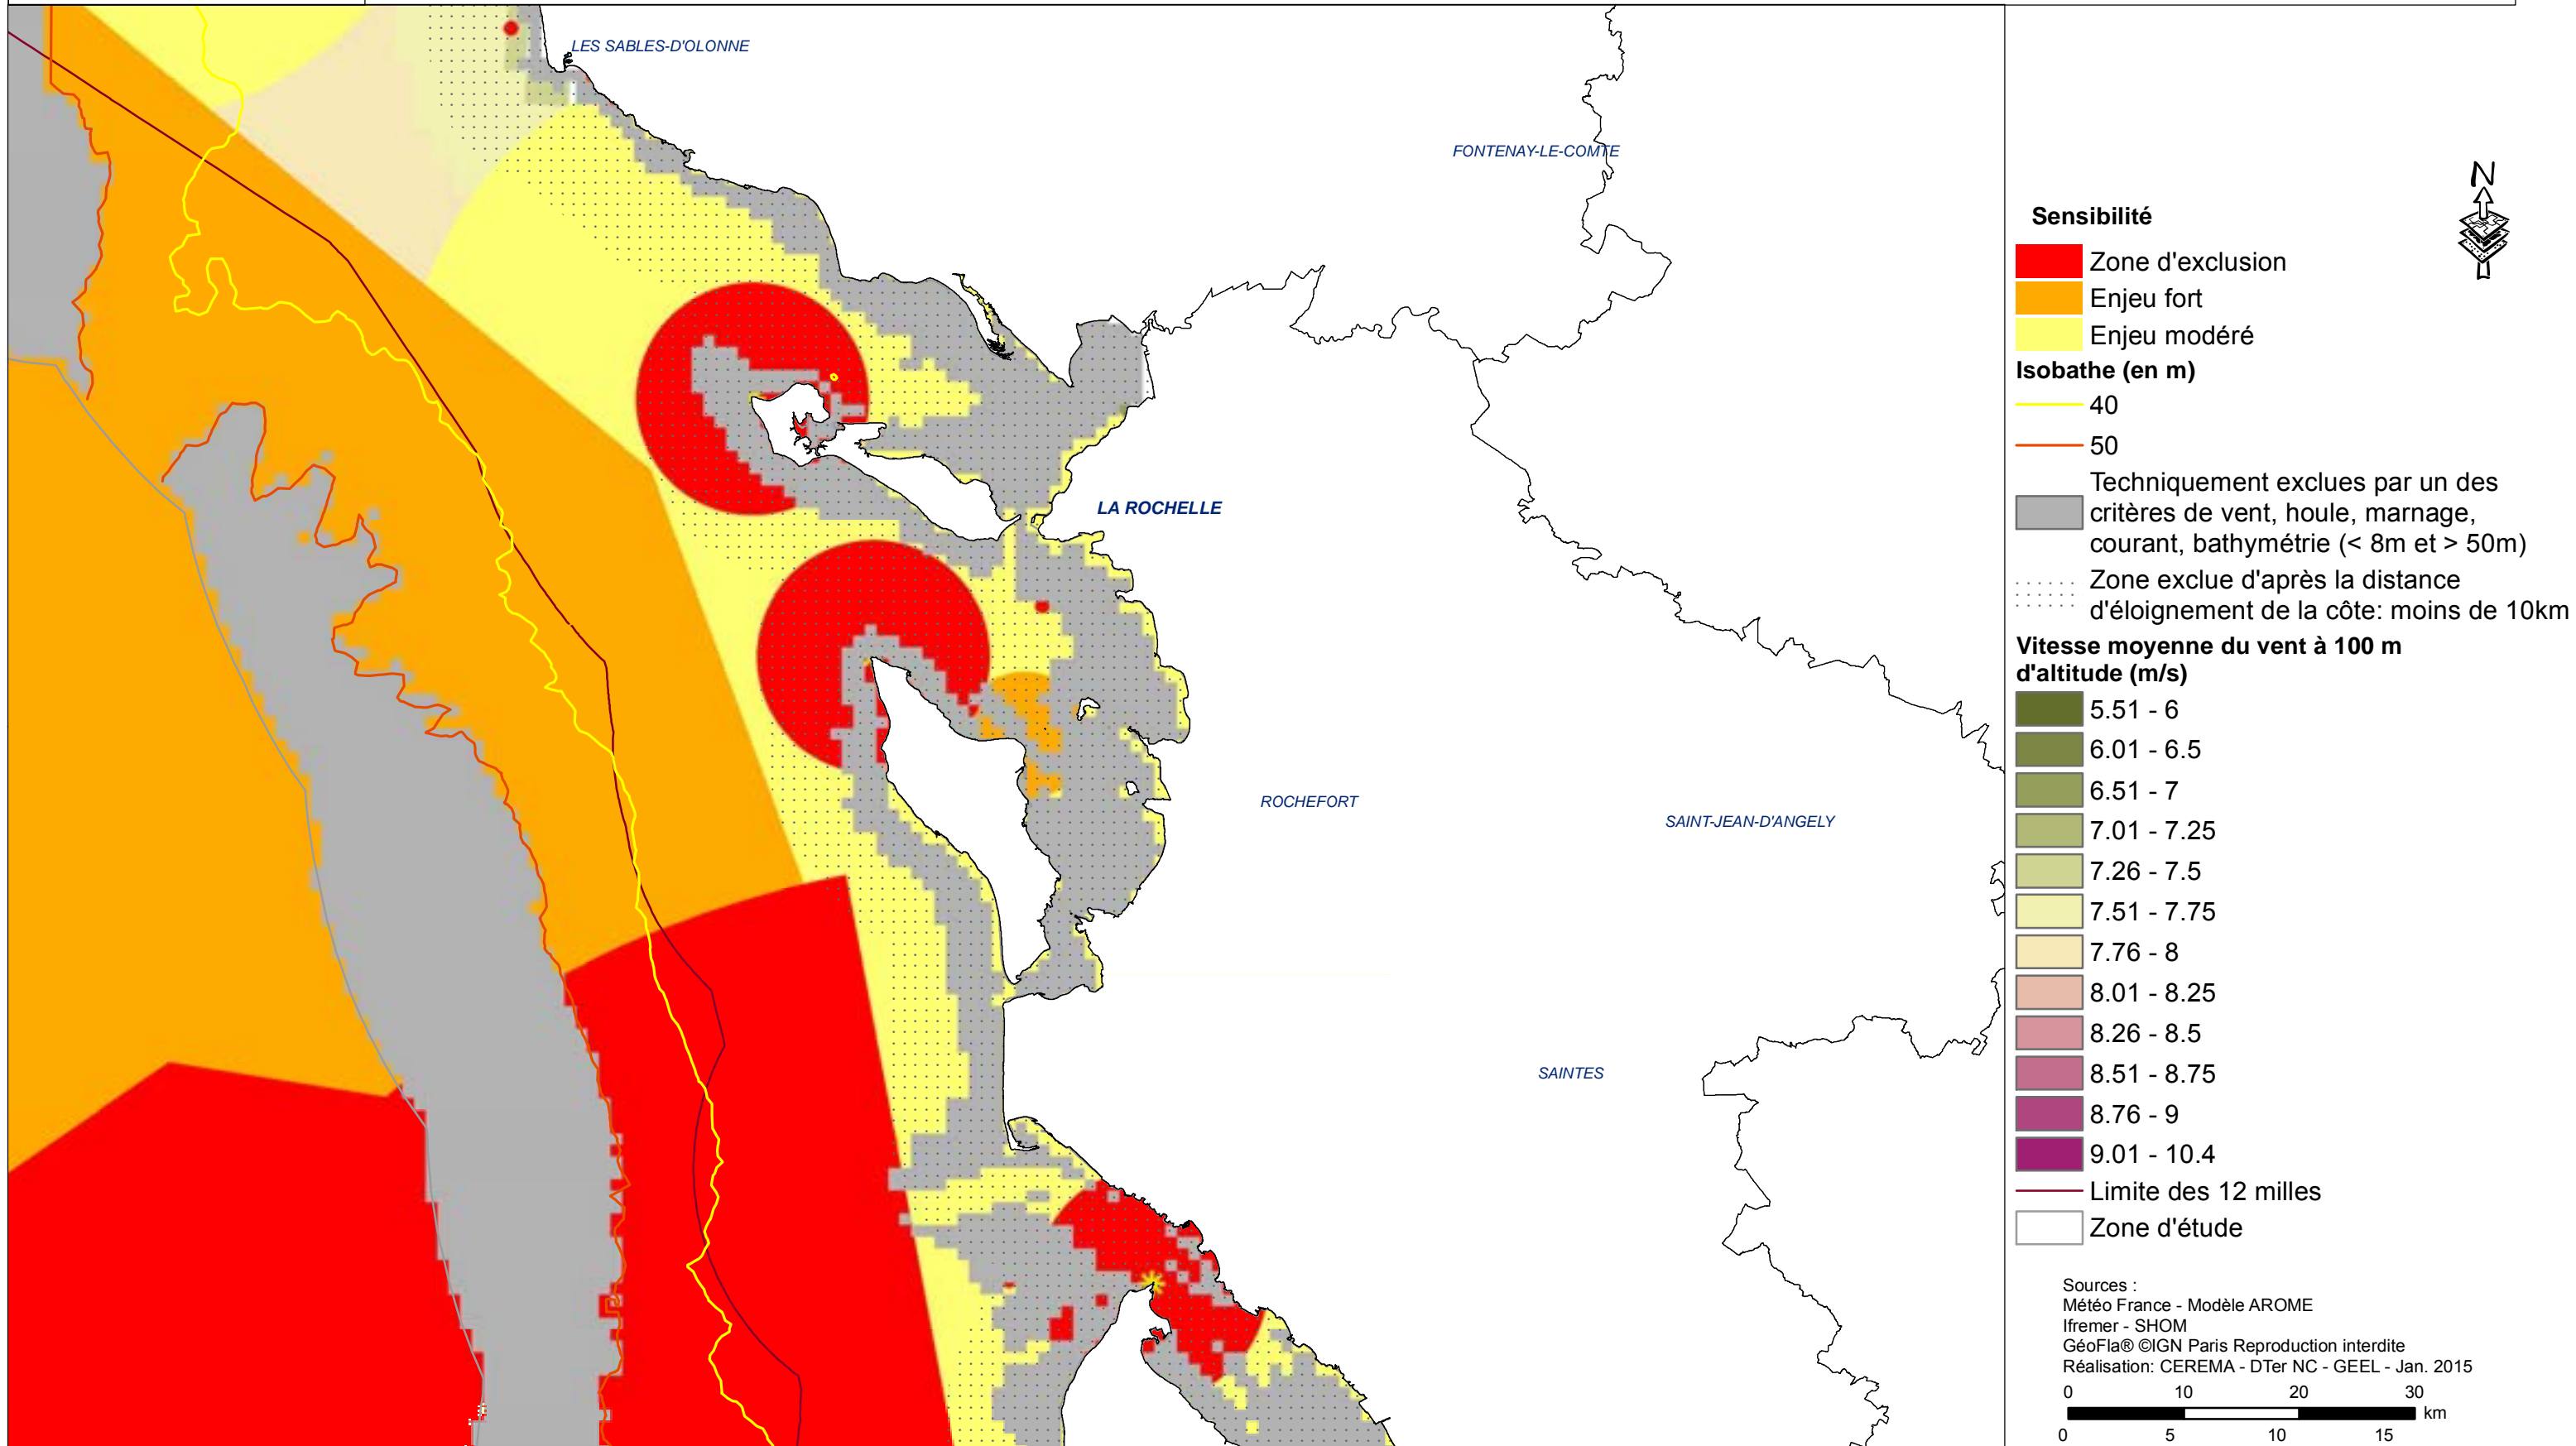 LES SABLES-D'OLONNE
FONTENAY-LE-COMTE
LA ROCHELLE
ROCHEFORT
SAINT-JEAN-D'ANGELY
SAINTES
N
Sensibilité
Zone d'exclusion
Enjeu fort
Enjeu modéré
Isobathe (en m)
40
50
Techniquement exclues par un des
critères de vent, houle, marnage,
courant, bathymétrie (< 8m et > 50m)
Zone exclue d'après la distance
d'éloignement de la côte: moins de 10km
Vitesse moyenne du vent à 100 m
d'altitude (m/s)
5.51 - 6
6.01 - 6.5
6.51 - 7
7.01 - 7.25
7.26 - 7.5
7.51 - 7.75
7.76 - 8
8.01 - 8.25
8.26 - 8.5
8.51 - 8.75
8.76 - 9
9.01 - 10.4
Limite des 12 milles
Zone d'étude
Sources :
Météo France - Modèle AROME
Ifremer - SHOM
GéoFla® ©IGN Paris Reproduction interdite
Réalisation: CEREMA - DTer NC - GEEL - Jan. 2015
0 10 20 30
km
0 5 10 15